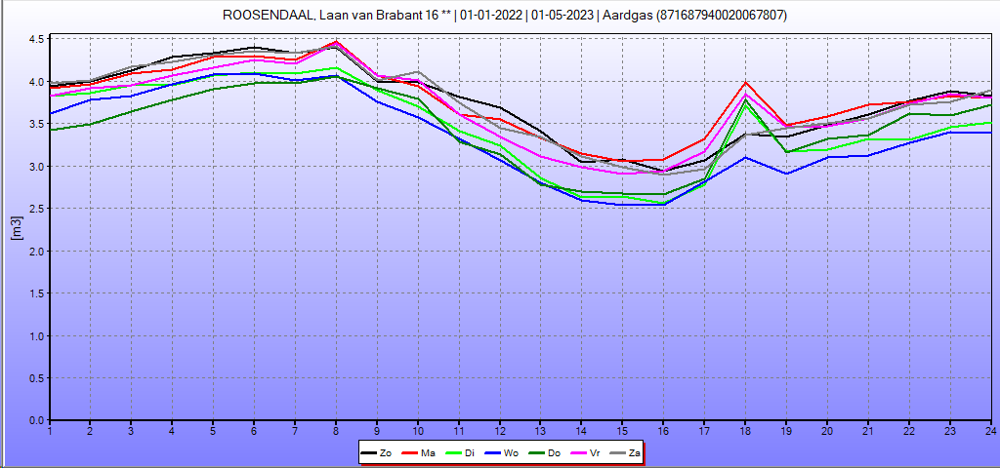 ROOSENDAAL, Laan van Brabant 16 ** | 01-01-2022 | 01-05-2023 | Aardgas (871687940020067807)
4.5
4.0
3.5
3.0
2.5
[m3]
2.0
1.5
1.0
0.5
0.0
1 2 3 4 5 6 7 8 9 10 11 12 13 14 15 16 17 18 19 20 21 22 23 24
Zo Ma Di Wo Do Vr Za